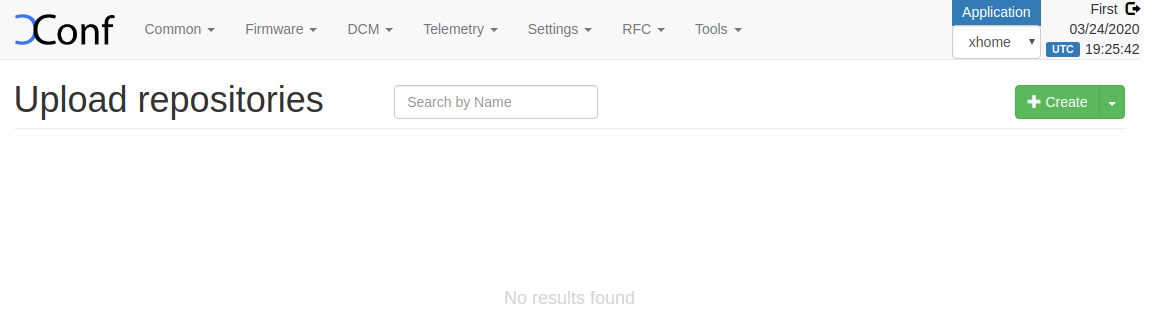 XConf Common Firmware DCM Telemetry Settings RFC Tools Application First
xhome 03/24/2020
UTC 19:25:42
Upload repositories Search by Name Create
No results found